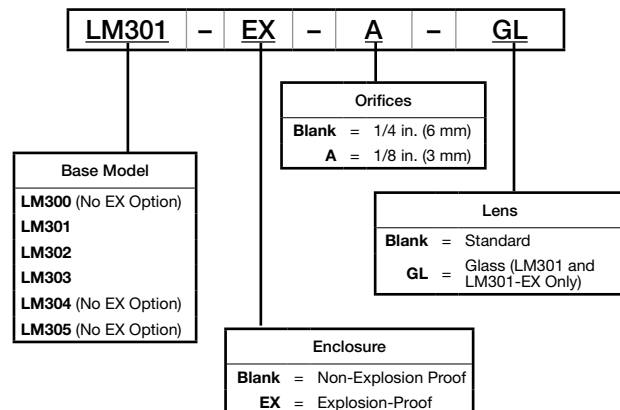 LM301 – EX – A – GL
Orifices
Blank = 1/4 in. (6 mm)
A = 1/8 in. (3 mm)
Base Model
LM300 (No EX Option)
LM301
LM302
LM303
LM304 (No EX Option)
LM305 (No EX Option)
Lens
Blank = Standard
GL = Glass (LM301 and
LM301-EX Only)
Enclosure
Blank = Non-Explosion Proof
EX = Explosion-Proof